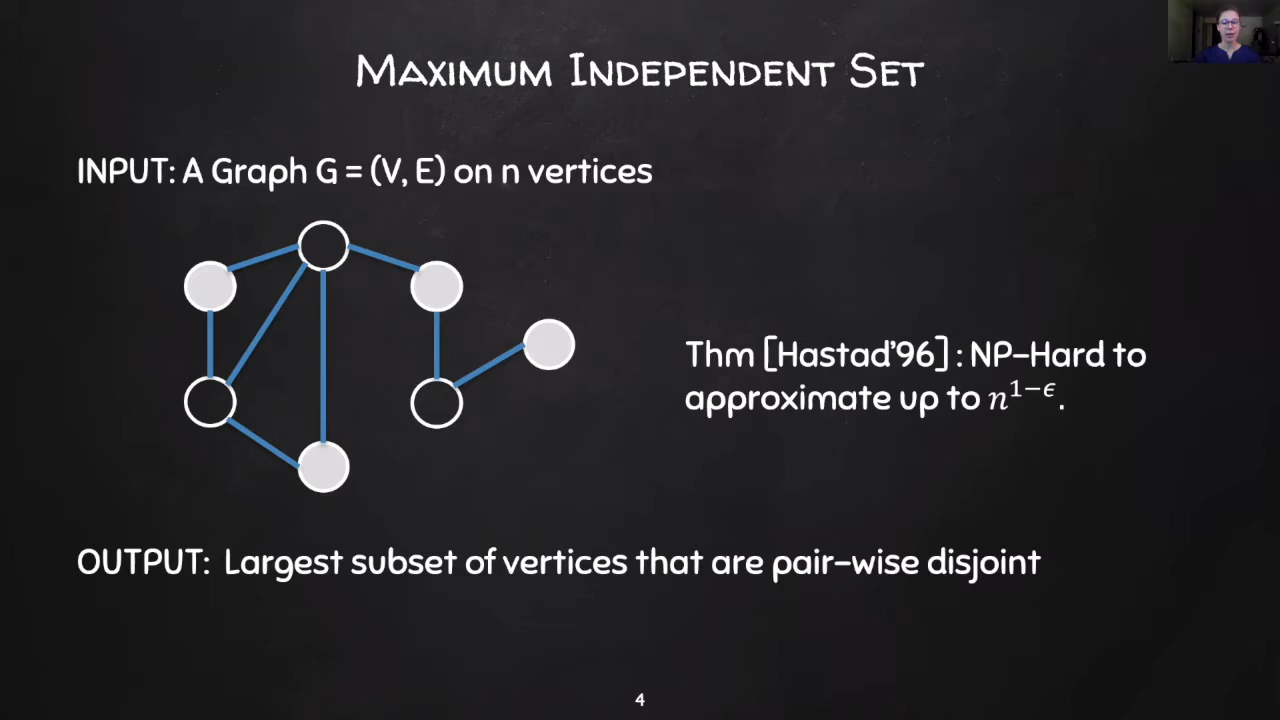 Maximum Independent Set
INPUT: A Graph G = (V, E) on n vertices
Thm [Hastad’96] : NP-Hard to
approximate up to n^{1−ϵ}.
OUTPUT: Largest subset of vertices that are pair-wise disjoint
4